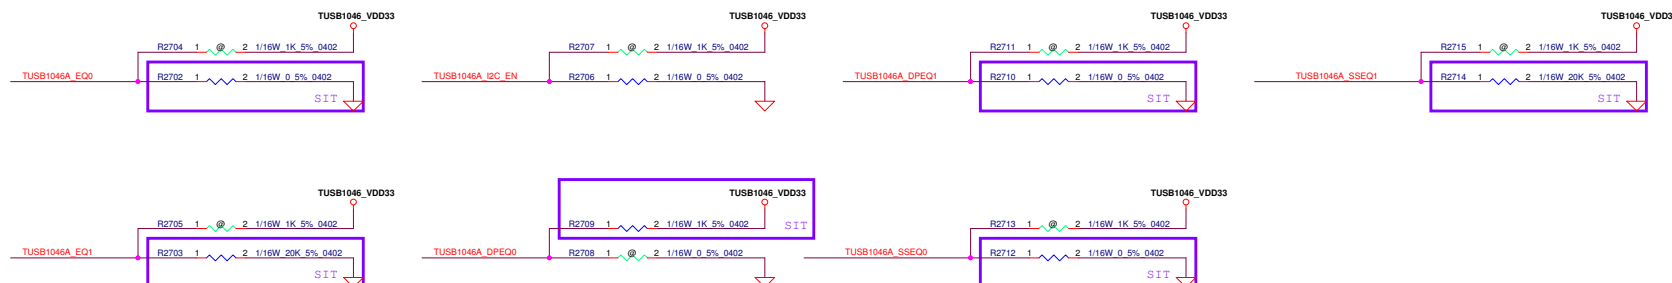 TUSB1046_VDD33 TUSB1046_VDD33 TUSB1046_VDD33 TUSB1046_VDD33
R2704 1 @ 2 1/16W_1K_5%_0402 R2707 1 @ 2 1/16W_1K_5%_0402 R2711 1 @ 2 1/16W_1K_5%_0402 R2715 1 @ 2 1/16W_1K_5%_0402
TUSB1046A_EQ0 R2702 1 2 1/16W_0_5%_0402 TUSB1046A_I2C_EN R2706 1 2 1/16W_0_5%_0402 TUSB1046A_DPEQ1 R2710 1 2 1/16W_0_5%_0402 TUSB1046A_SSEQ1 R2714 1 2 1/16W_20K_5%_0402
SIT SIT SIT
TUSB1046_VDD33 TUSB1046_VDD33 TUSB1046_VDD33
R2705 1 @ 2 1/16W_1K_5%_0402 R2709 1 2 1/16W_1K_5%_0402 SIT R2713 1 @ 2 1/16W_1K_5%_0402
TUSB1046A_EQ1 R2703 1 2 1/16W_20K_5%_0402 TUSB1046A_DPEQ0 R2708 1 @ 2 1/16W_0_5%_0402 TUSB1046A_SSEQ0 R2712 1 2 1/16W_0_5%_0402
SIT SIT